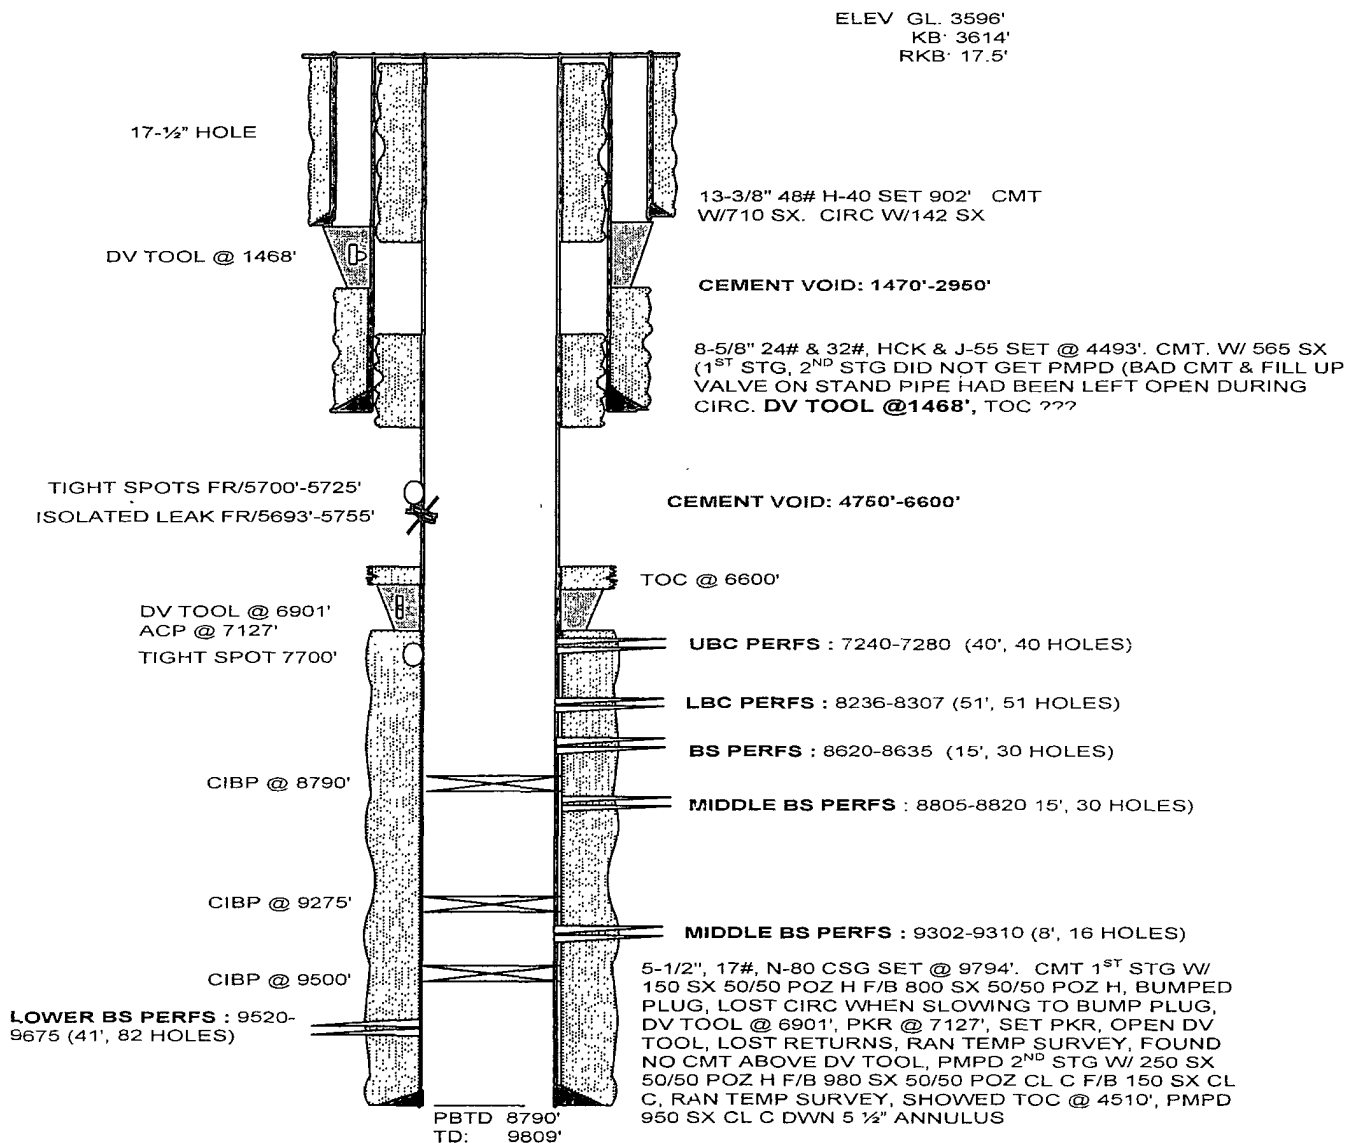 ELEV GL. 3596'
KB· 3614'
RKB· 17.5'
17-½" HOLE
13-3/8" 48# H-40 SET 902' CMT
W/710 SX. CIRC W/142 SX
DV TOOL @ 1468'
CEMENT VOID: 1470'-2950'
8-5/8" 24# & 32#, HCK & J-55 SET @ 4493'. CMT. W/ 565 SX
(1ST STG, 2ND STG DID NOT GET PMPD (BAD CMT & FILL UP
VALVE ON STAND PIPE HAD BEEN LEFT OPEN DURING
CIRC. DV TOOL @1468', TOC ???
TIGHT SPOTS FR/5700'-5725'
ISOLATED LEAK FR/5693'-5755'
CEMENT VOID: 4750'-6600'
TOC @ 6600'
DV TOOL @ 6901'
ACP @ 7127'
TIGHT SPOT 7700'
UBC PERFS : 7240-7280 (40', 40 HOLES)
LBC PERFS : 8236-8307 (51', 51 HOLES)
BS PERFS : 8620-8635 (15', 30 HOLES)
CIBP @ 8790'
MIDDLE BS PERFS : 8805-8820 15', 30 HOLES)
CIBP @ 9275'
MIDDLE BS PERFS : 9302-9310 (8', 16 HOLES)
CIBP @ 9500'
LOWER BS PERFS : 9520-
9675 (41', 82 HOLES)
5-1/2", 17#, N-80 CSG SET @ 9794'. CMT 1ST STG W/
150 SX 50/50 POZ H F/B 800 SX 50/50 POZ H, BUMPED
PLUG, LOST CIRC WHEN SLOWING TO BUMP PLUG,
DV TOOL @ 6901', PKR @ 7127', SET PKR, OPEN DV
TOOL, LOST RETURNS, RAN TEMP SURVEY, FOUND
NO CMT ABOVE DV TOOL, PMPD 2ND STG W/ 250 SX
50/50 POZ H F/B 980 SX 50/50 POZ CL C F/B 150 SX CL
C, RAN TEMP SURVEY, SHOWED TOC @ 4510', PMPD
950 SX CL C DWN 5 ½" ANNULUS
PBTD 8790'
TD: 9809'